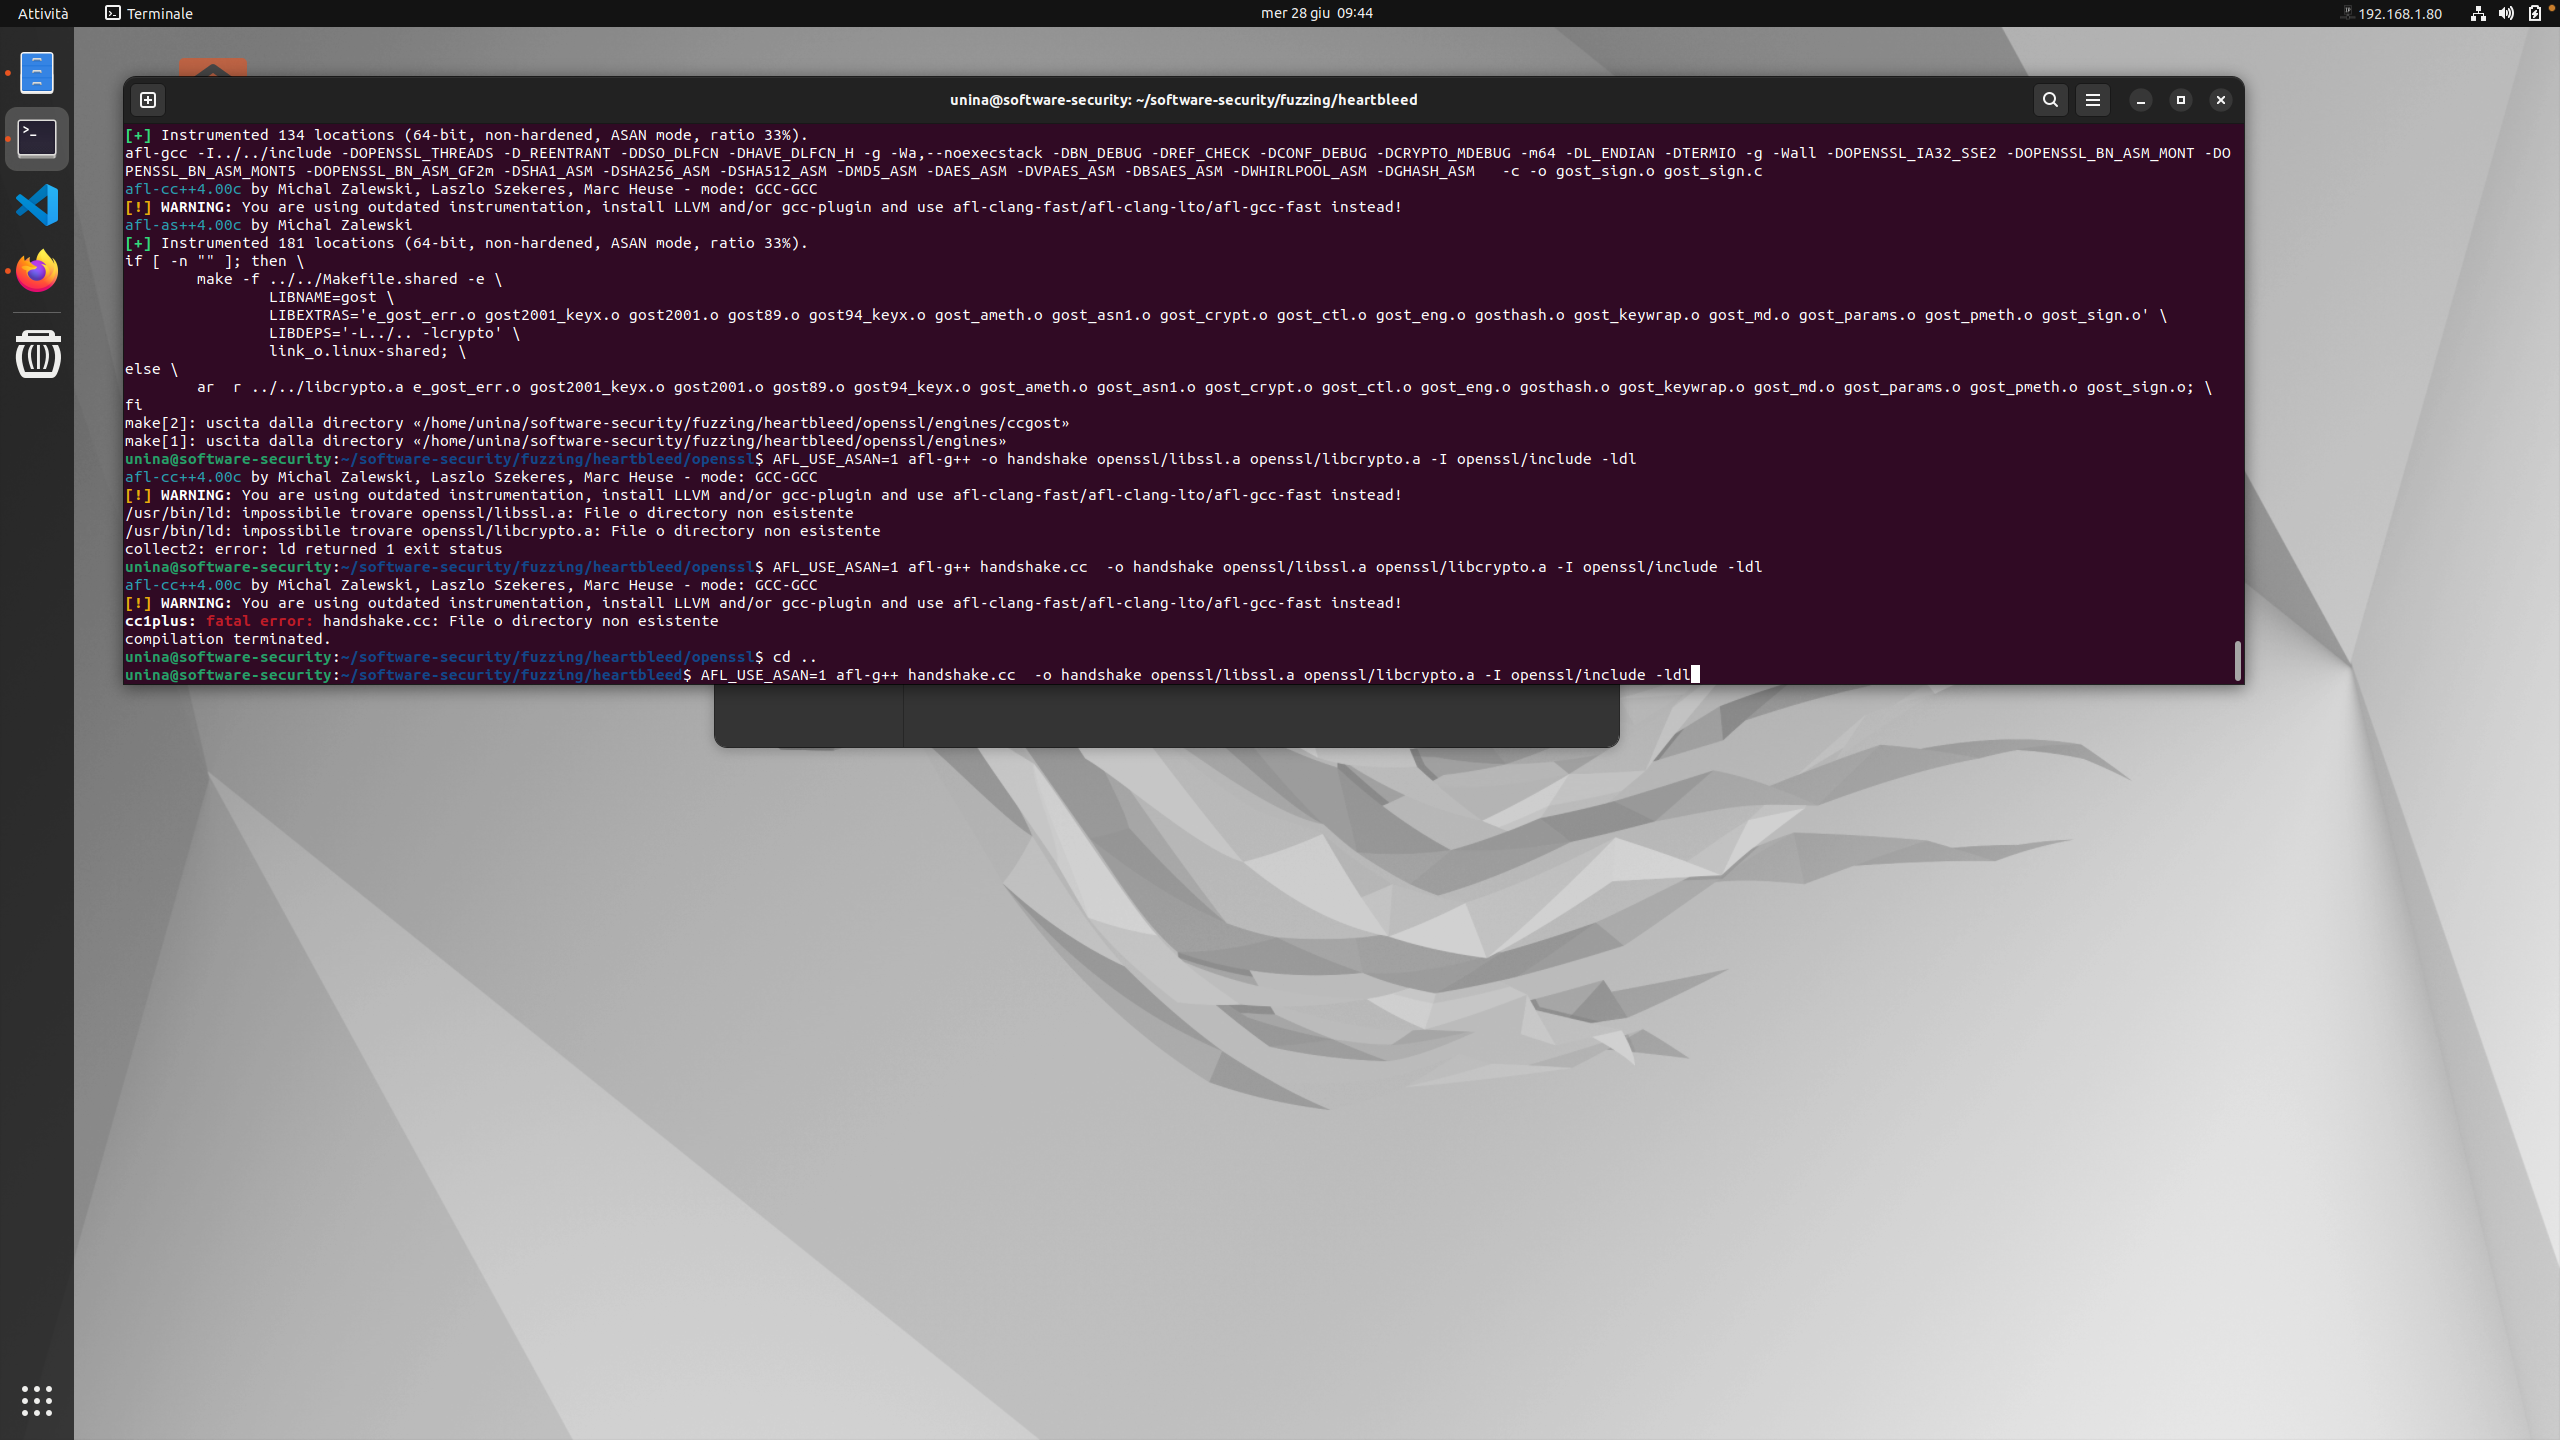 Attività Terminale mer 28 giu 09:44 192.168.1.80
unina@software-security: ~/software-security/fuzzing/heartbleed
[+] Instrumented 134 locations (64-bit, non-hardened, ASAN mode, ratio 33%).
afl-gcc -I../../include -DOPENSSL_THREADS -D_REENTRANT -DDSO_DLFCN -DHAVE_DLFCN_H -g -Wa,--noexecstack -DBN_DEBUG -DREF_CHECK -DCONF_DEBUG -DCRYPTO_MDEBUG -m64 -DL_ENDIAN -DTERMIO -g -Wall -DOPENSSL_IA32_SSE2 -DOPENSSL_BN_ASM_MONT -DO
PENSSL_BN_ASM_MONT5 -DOPENSSL_BN_ASM_GF2m -DSHA1_ASM -DSHA256_ASM -DSHA512_ASM -DMD5_ASM -DAES_ASM -DVPAES_ASM -DBSAES_ASM -DWHIRLPOOL_ASM -DGHASH_ASM   -c -o gost_sign.o gost_sign.c
afl-cc++4.00c by Michal Zalewski, Laszlo Szekeres, Marc Heuse - mode: GCC-GCC
[!] WARNING: You are using outdated instrumentation, install LLVM and/or gcc-plugin and use afl-clang-fast/afl-clang-lto/afl-gcc-fast instead!
afl-as++4.00c by Michal Zalewski
[+] Instrumented 181 locations (64-bit, non-hardened, ASAN mode, ratio 33%).
if [ -n "" ]; then \
        make -f ../../Makefile.shared -e \
                LIBNAME=gost \
                LIBEXTRAS='e_gost_err.o gost2001_keyx.o gost2001.o gost89.o gost94_keyx.o gost_ameth.o gost_asn1.o gost_crypt.o gost_ctl.o gost_eng.o gosthash.o gost_keywrap.o gost_md.o gost_params.o gost_pmeth.o gost_sign.o' \
                LIBDEPS='-L../.. -lcrypto' \
                link_o.linux-shared; \
else \
        ar  r ../../libcrypto.a e_gost_err.o gost2001_keyx.o gost2001.o gost89.o gost94_keyx.o gost_ameth.o gost_asn1.o gost_crypt.o gost_ctl.o gost_eng.o gosthash.o gost_keywrap.o gost_md.o gost_params.o gost_pmeth.o gost_sign.o; \
fi
make[2]: uscita dalla directory «/home/unina/software-security/fuzzing/heartbleed/openssl/engines/ccgost»
make[1]: uscita dalla directory «/home/unina/software-security/fuzzing/heartbleed/openssl/engines»
unina@software-security:~/software-security/fuzzing/heartbleed/openssl$ AFL_USE_ASAN=1 afl-g++ -o handshake openssl/libssl.a openssl/libcrypto.a -I openssl/include -ldl
afl-cc++4.00c by Michal Zalewski, Laszlo Szekeres, Marc Heuse - mode: GCC-GCC
[!] WARNING: You are using outdated instrumentation, install LLVM and/or gcc-plugin and use afl-clang-fast/afl-clang-lto/afl-gcc-fast instead!
/usr/bin/ld: impossibile trovare openssl/libssl.a: File o directory non esistente
/usr/bin/ld: impossibile trovare openssl/libcrypto.a: File o directory non esistente
collect2: error: ld returned 1 exit status
unina@software-security:~/software-security/fuzzing/heartbleed/openssl$ AFL_USE_ASAN=1 afl-g++ handshake.cc  -o handshake openssl/libssl.a openssl/libcrypto.a -I openssl/include -ldl
afl-cc++4.00c by Michal Zalewski, Laszlo Szekeres, Marc Heuse - mode: GCC-GCC
[!] WARNING: You are using outdated instrumentation, install LLVM and/or gcc-plugin and use afl-clang-fast/afl-clang-lto/afl-gcc-fast instead!
cc1plus: fatal error: handshake.cc: File o directory non esistente
compilation terminated.
unina@software-security:~/software-security/fuzzing/heartbleed/openssl$ cd ..
unina@software-security:~/software-security/fuzzing/heartbleed$ AFL_USE_ASAN=1 afl-g++ handshake.cc  -o handshake openssl/libssl.a openssl/libcrypto.a -I openssl/include -ldl